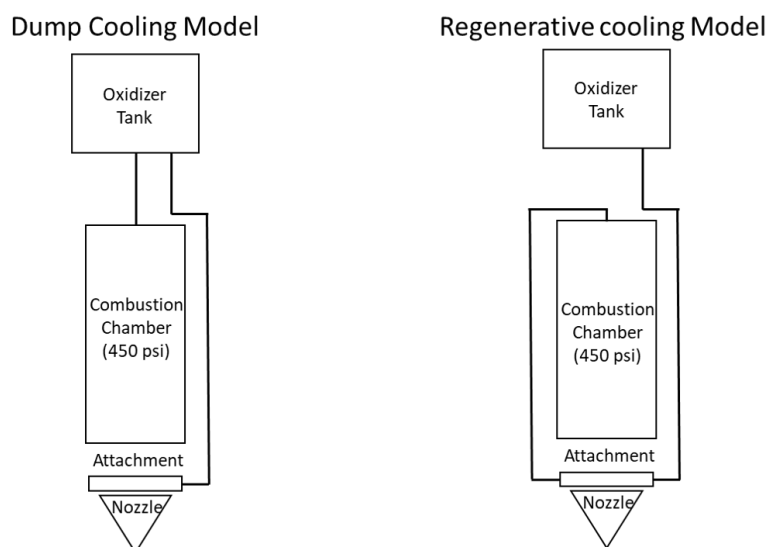 Dump Cooling Model
Oxidizer
Tank
Combustion
Chamber
(450 psi)
Attachment
Nozzle
Regenerative cooling Model
Oxidizer
Tank
Combustion
Chamber
(450 psi)
Attachment
Nozzle